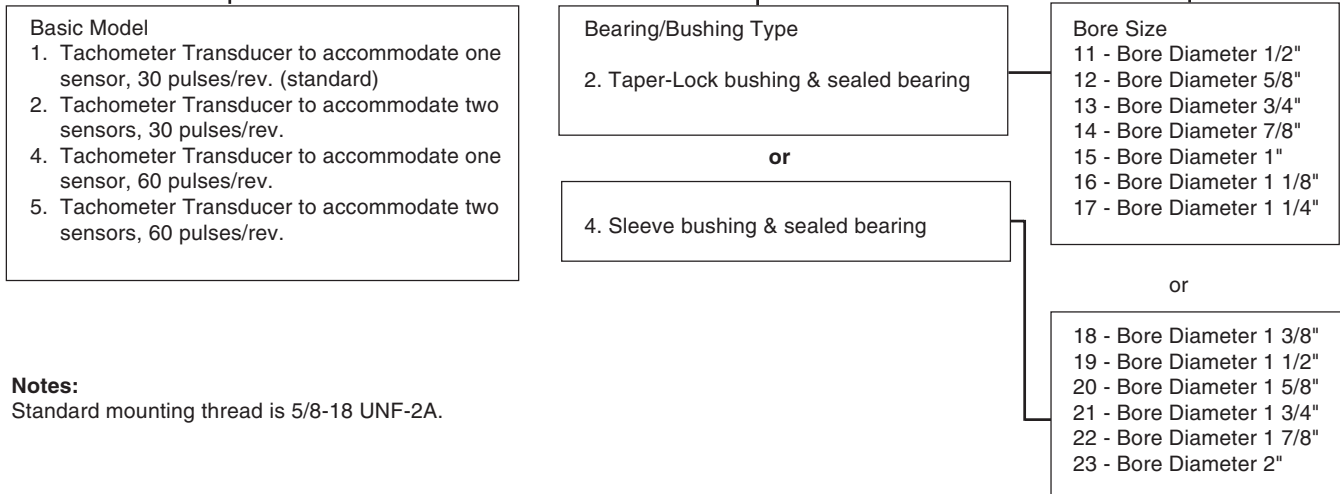 Basic Model
1. Tachometer Transducer to accommodate one
sensor, 30 pulses/rev. (standard)
2. Tachometer Transducer to accommodate two
sensors, 30 pulses/rev.
4. Tachometer Transducer to accommodate one
sensor, 60 pulses/rev.
5. Tachometer Transducer to accommodate two
sensors, 60 pulses/rev.
Bearing/Bushing Type
2. Taper-Lock bushing & sealed bearing
or
4. Sleeve bushing & sealed bearing
Bore Size
11 - Bore Diameter 1/2"
12 - Bore Diameter 5/8"
13 - Bore Diameter 3/4"
14 - Bore Diameter 7/8"
15 - Bore Diameter 1"
16 - Bore Diameter 1 1/8"
17 - Bore Diameter 1 1/4"
or
18 - Bore Diameter 1 3/8"
19 - Bore Diameter 1 1/2"
20 - Bore Diameter 1 5/8"
21 - Bore Diameter 1 3/4"
22 - Bore Diameter 1 7/8"
23 - Bore Diameter 2"
Notes:
Standard mounting thread is 5/8-18 UNF-2A.